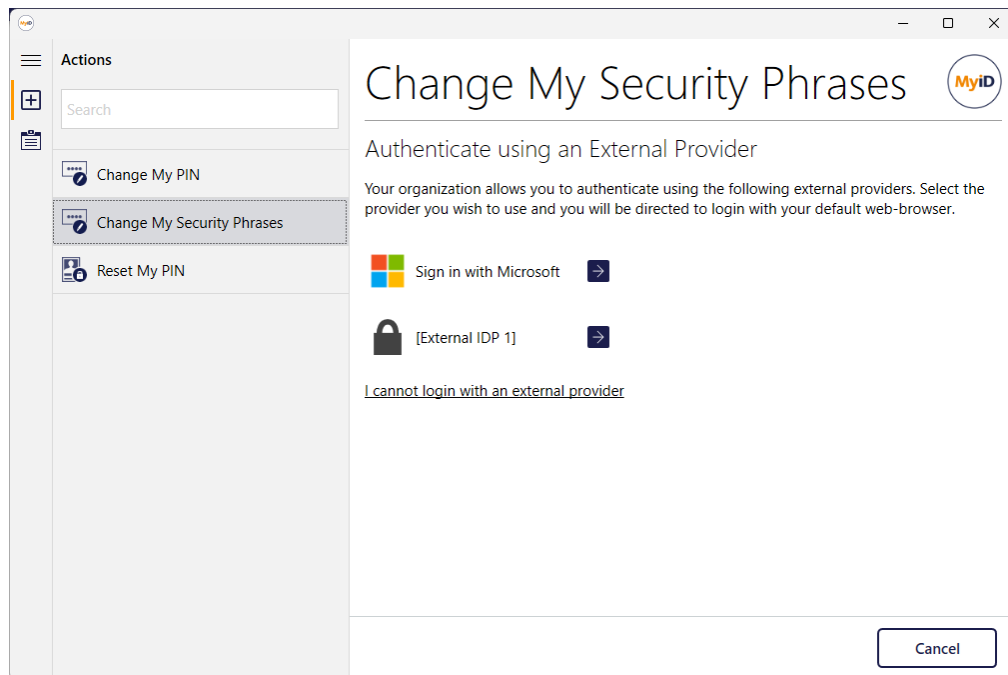 MyiD
Actions
Search
Change My PIN
Change My Security Phrases
Reset My PIN
Change My Security Phrases
MyiD
Authenticate using an External Provider
Your organization allows you to authenticate using the following external providers. Select the
provider you wish to use and you will be directed to login with your default web-browser.
Sign in with Microsoft
[External IDP 1]
I cannot login with an external provider
Cancel